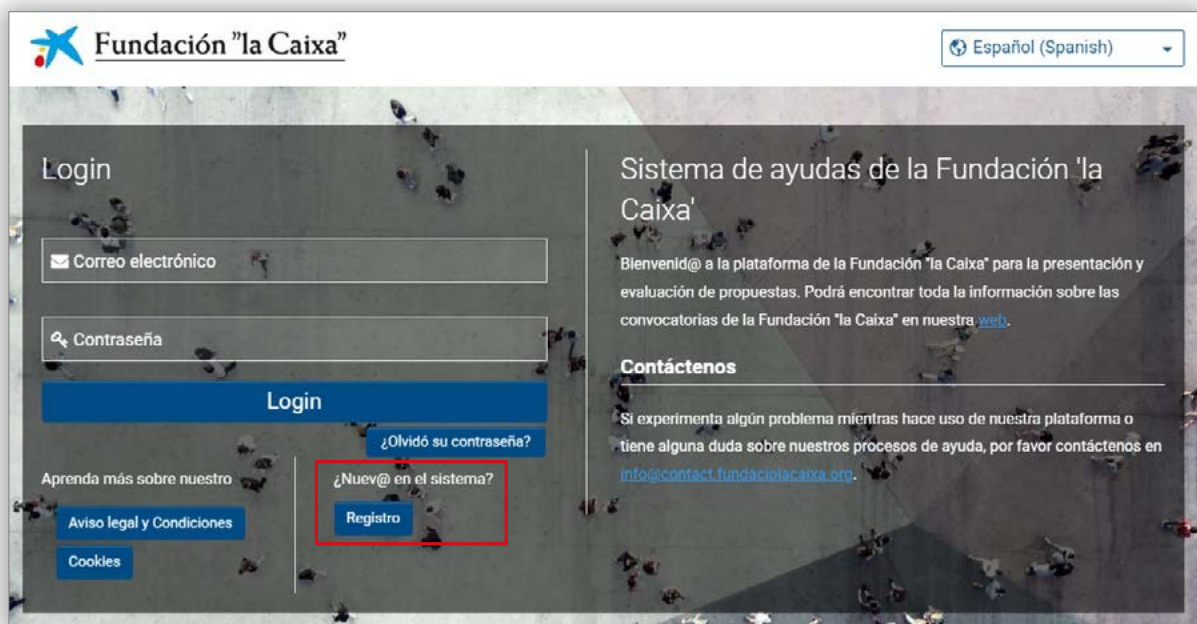 Fundación "la Caixa"
Español (Spanish)
Login
Correo electrónico
Contraseña
Login
¿Olvidó su contraseña?
Aprenda más sobre nuestro
Aviso legal y Condiciones
Cookies
¿Nuev@ en el sistema?
Registro
Sistema de ayudas de la Fundación 'la
Caixa'
Bienvenid@ a la plataforma de la Fundación "la Caixa" para la presentación y
evaluación de propuestas. Podrá encontrar toda la información sobre las
convocatorias de la Fundación "la Caixa" en nuestra web.
Contáctenos
Si experimenta algún problema mientras hace uso de nuestra plataforma o
tiene alguna duda sobre nuestros procesos de ayuda, por favor contáctenos en
info@contact.fundaciolacaixa.org.